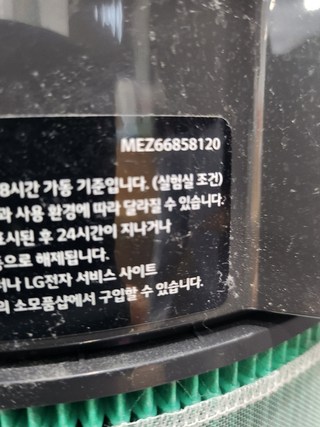 MEZ66858120
8시간 가동 기준입니다. (실험실 조건)
과 사용 환경에 따라 달라질 수 있습니다.
표시된 후 24시간이 지나거나
으로 해제됩니다.
LG전자 서비스 사이트
의 소모품샵에서 구입할 수 있습니다.